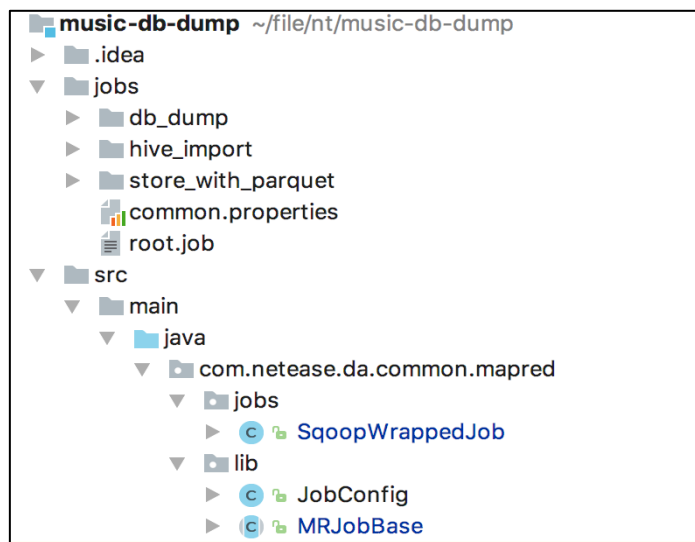 music-db-dump ~/file/nt/music-db-dump
.idea
jobs
db_dump
hive_import
store_with_parquet
common.properties
root.job
src
main
java
com.netease.da.common.mapred
jobs
C SqoopWrappedJob
lib
C JobConfig
C MRJobBase